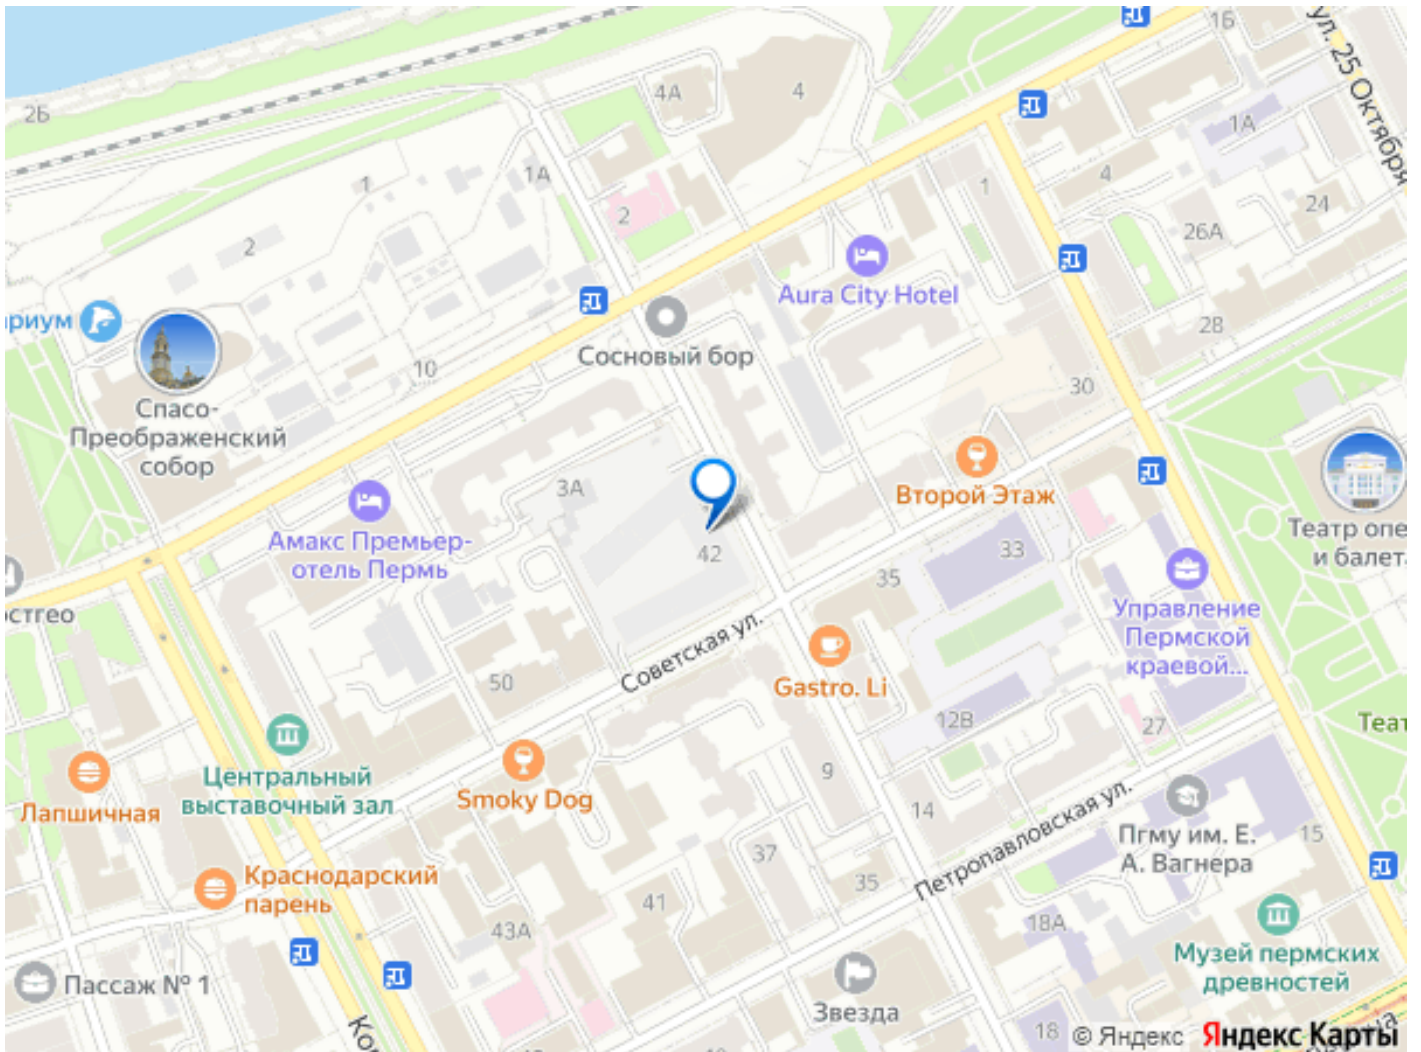 16
ул. 25 Октября
4А
4
2Б
1А
1А
1
4
1
2
24
26А
2
Aura City Hotel
28
риум
Сосновый бор
10
30
Спасо-
Преображенский
собор
3А
Второй Этаж
Амакс Премьер-
отель Пермь
42
33
35
Театр опе
и балет
стгео
Управление
Пермской
краевой...
Советская ул.
50
Gastro. Li
12В
27
Теат
Центральный
выставочный зал
9
Smoky Dog
Лапшичная
14
Петропавловская ул.
Пгму им. Е.
А. Вагнера
15
37
35
Краснодарский
парень
41
43А
18А
Музей пермских
древностей
Пассаж № 1
Звезда
Ком
18
© Яндекс
Яндекс Карты